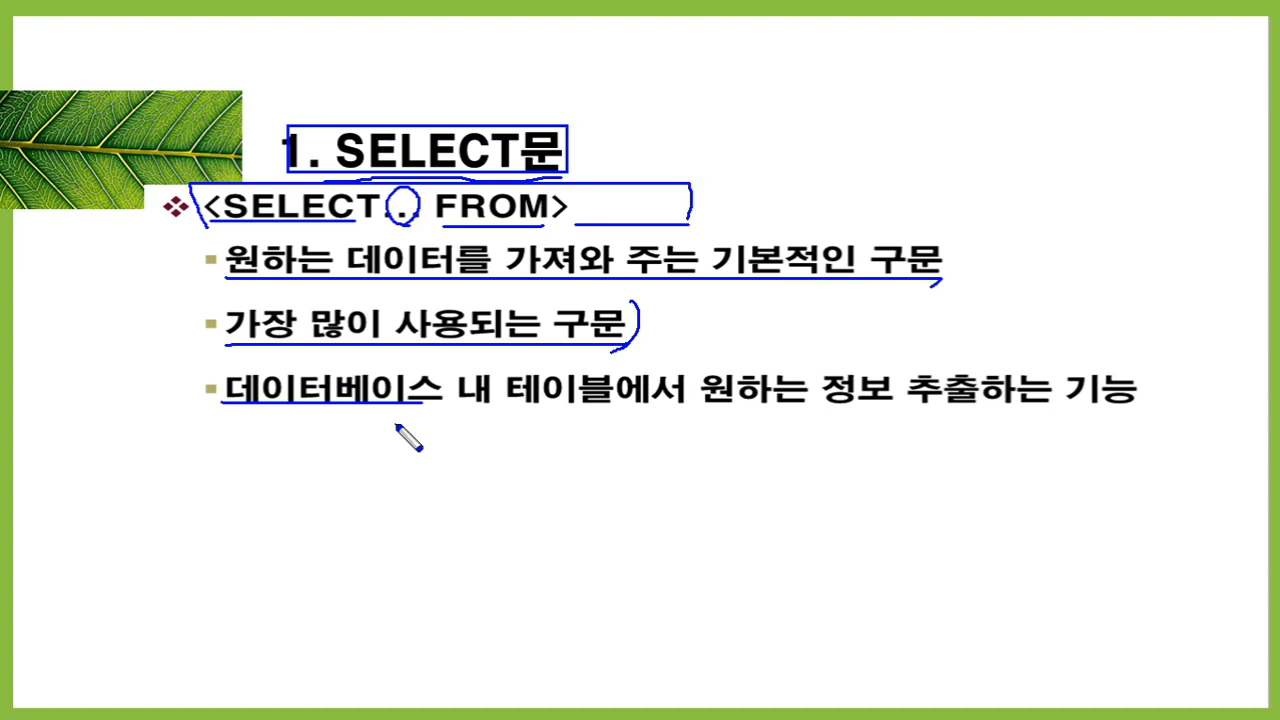 1. SELECT문
<SELECT... FROM>
원하는 데이터를 가져와 주는 기본적인 구문
가장 많이 사용되는 구문
데이터베이스 내 테이블에서 원하는 정보 추출하는 기능